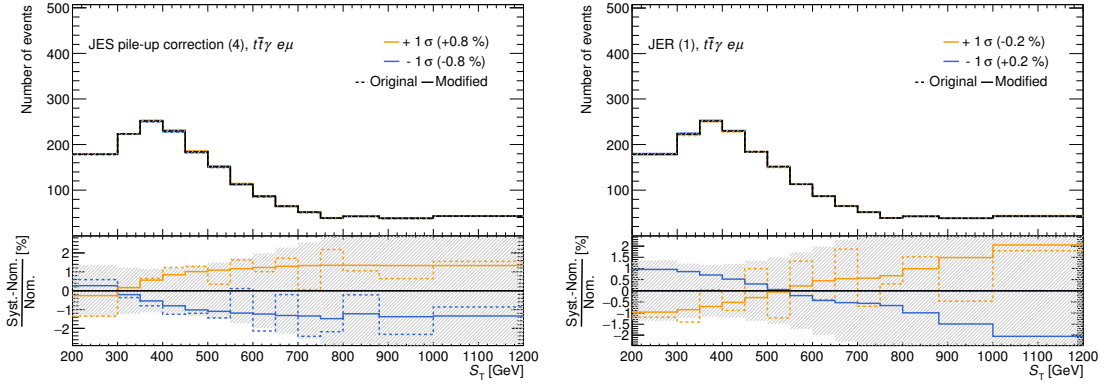 Number of events
500
400
300
200
100
JES pile-up correction (4), tt̄γ eμ
+ 1 σ (+0.8 %)
- 1 σ (-0.8 %)
Original Modified
Syst.-Nom. [%]
Nom.
2
1
0
−1
−2
200 300 400 500 600 700 800 900 1000 1100 1200
S_T [GeV]
Number of events
500
400
300
200
100
JER (1), tt̄γ eμ
+ 1 σ (-0.2 %)
- 1 σ (+0.2 %)
Original Modified
Syst.-Nom. [%]
Nom.
2
1.5
1
0.5
0
−0.5
−1
−1.5
−2
200 300 400 500 600 700 800 900 1000 1100 1200
S_T [GeV]